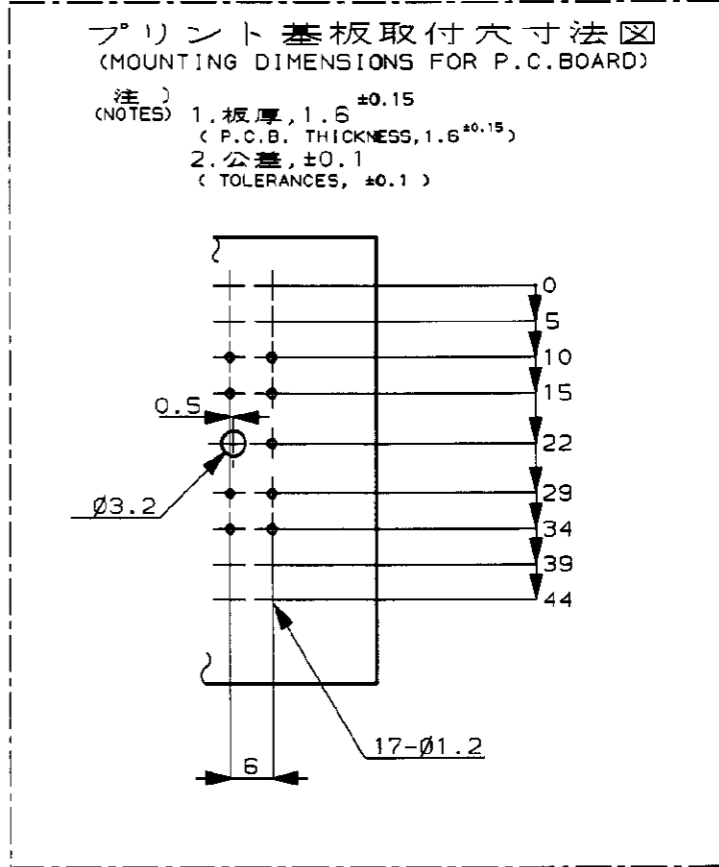 プリント基板取付穴寸法図
(MOUNTING DIMENSIONS FOR P.C.BOARD)
注)
(NOTES)
1.板厚,1.6 ±0.15
( P.C.B. THICKNESS,1.6±0.15)
2.公差,±0.1
( TOLERANCES, ±0.1 )
0
5
10
15
0.5
22
29
Ø3.2
34
39
44
17-Ø1.2
6